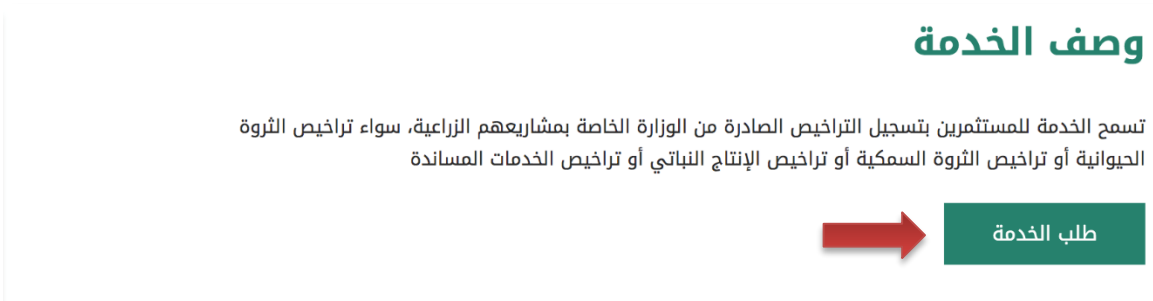 وصف الخدمة
تسمح الخدمة للمستثمرين بتسجيل التراخيص الصادرة من الوزارة الخاصة بمشاريعهم الزراعية، سواء تراخيص الثروة
الحيوانية أو تراخيص الثروة السمكية أو تراخيص الإنتاج النباتي أو تراخيص الخدمات المساندة
طلب الخدمة